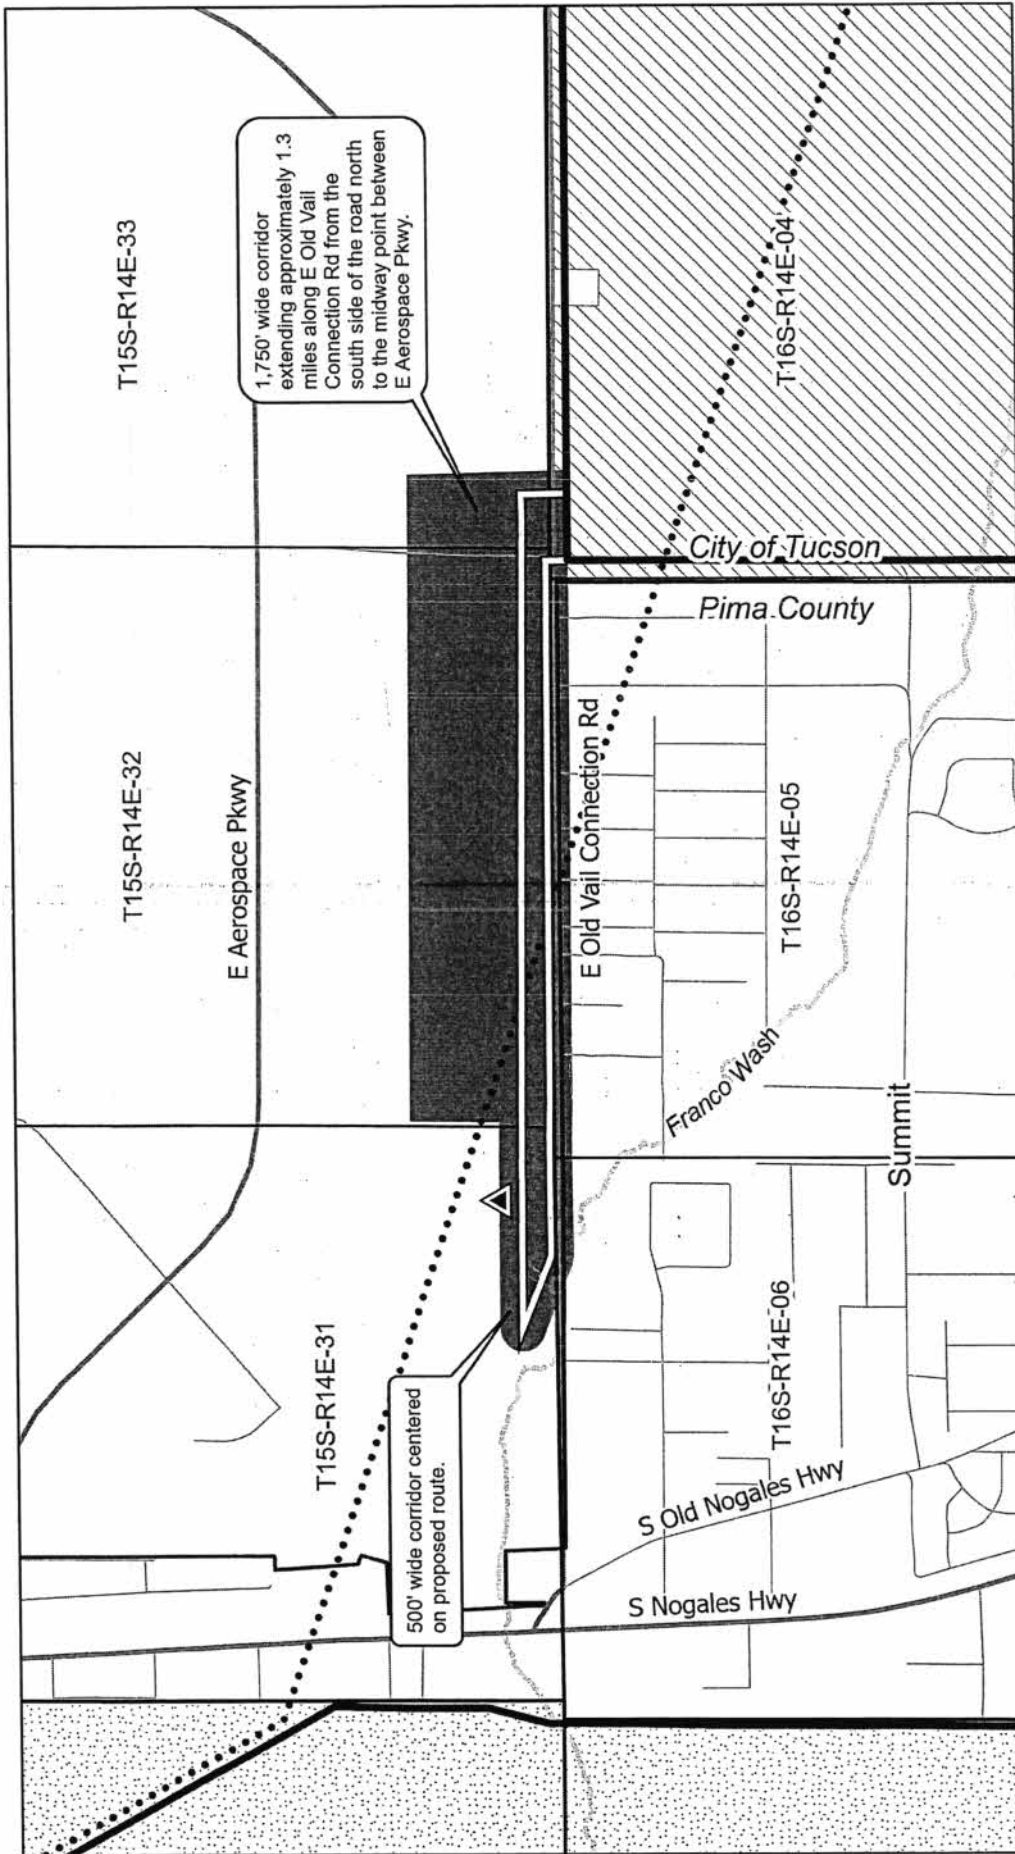 T15S-R14E-31
T15S-R14E-32
T15S-R14E-33
E Aerospace Pkwy
1,750' wide corridor
extending approximately 1.3
miles along E Old Vail
Connection Rd from the
south side of the road north
to the midway point between
E Aerospace Pkwy.
500' wide corridor centered
on proposed route.
E Old Vail Connection Rd
City of Tucson
Pima County
T16S-R14E-06
T16S-R14E-05
T16S-R14E-04
Franco Wash
Summit
S Old Nogales Hwy
S Nogales Hwy